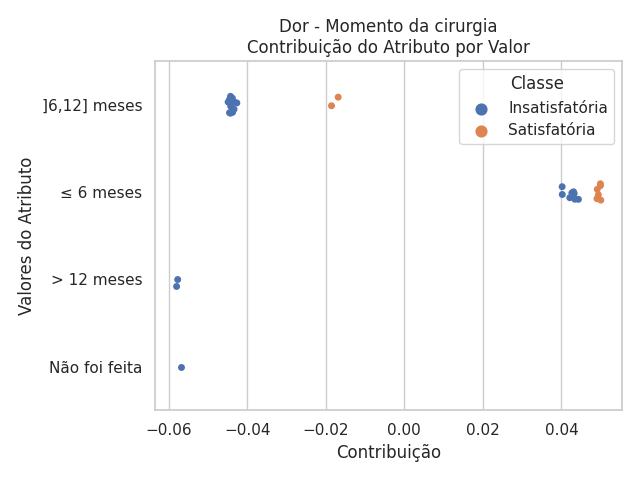 Dor - Momento da cirurgia
Contribuição do Atributo por Valor
Classe
Insatisfatória
Satisfatória
]6,12] meses
≤ 6 meses
> 12 meses
Não foi feita
Valores do Atributo
−0.06 −0.04 −0.02 0.00 0.02 0.04
Contribuição